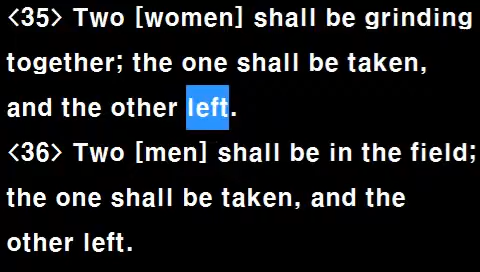 <35> Two [women] shall be grinding
together; the one shall be taken,
and the other left.
<36> Two [men] shall be in the field;
the one shall be taken, and the
other left.